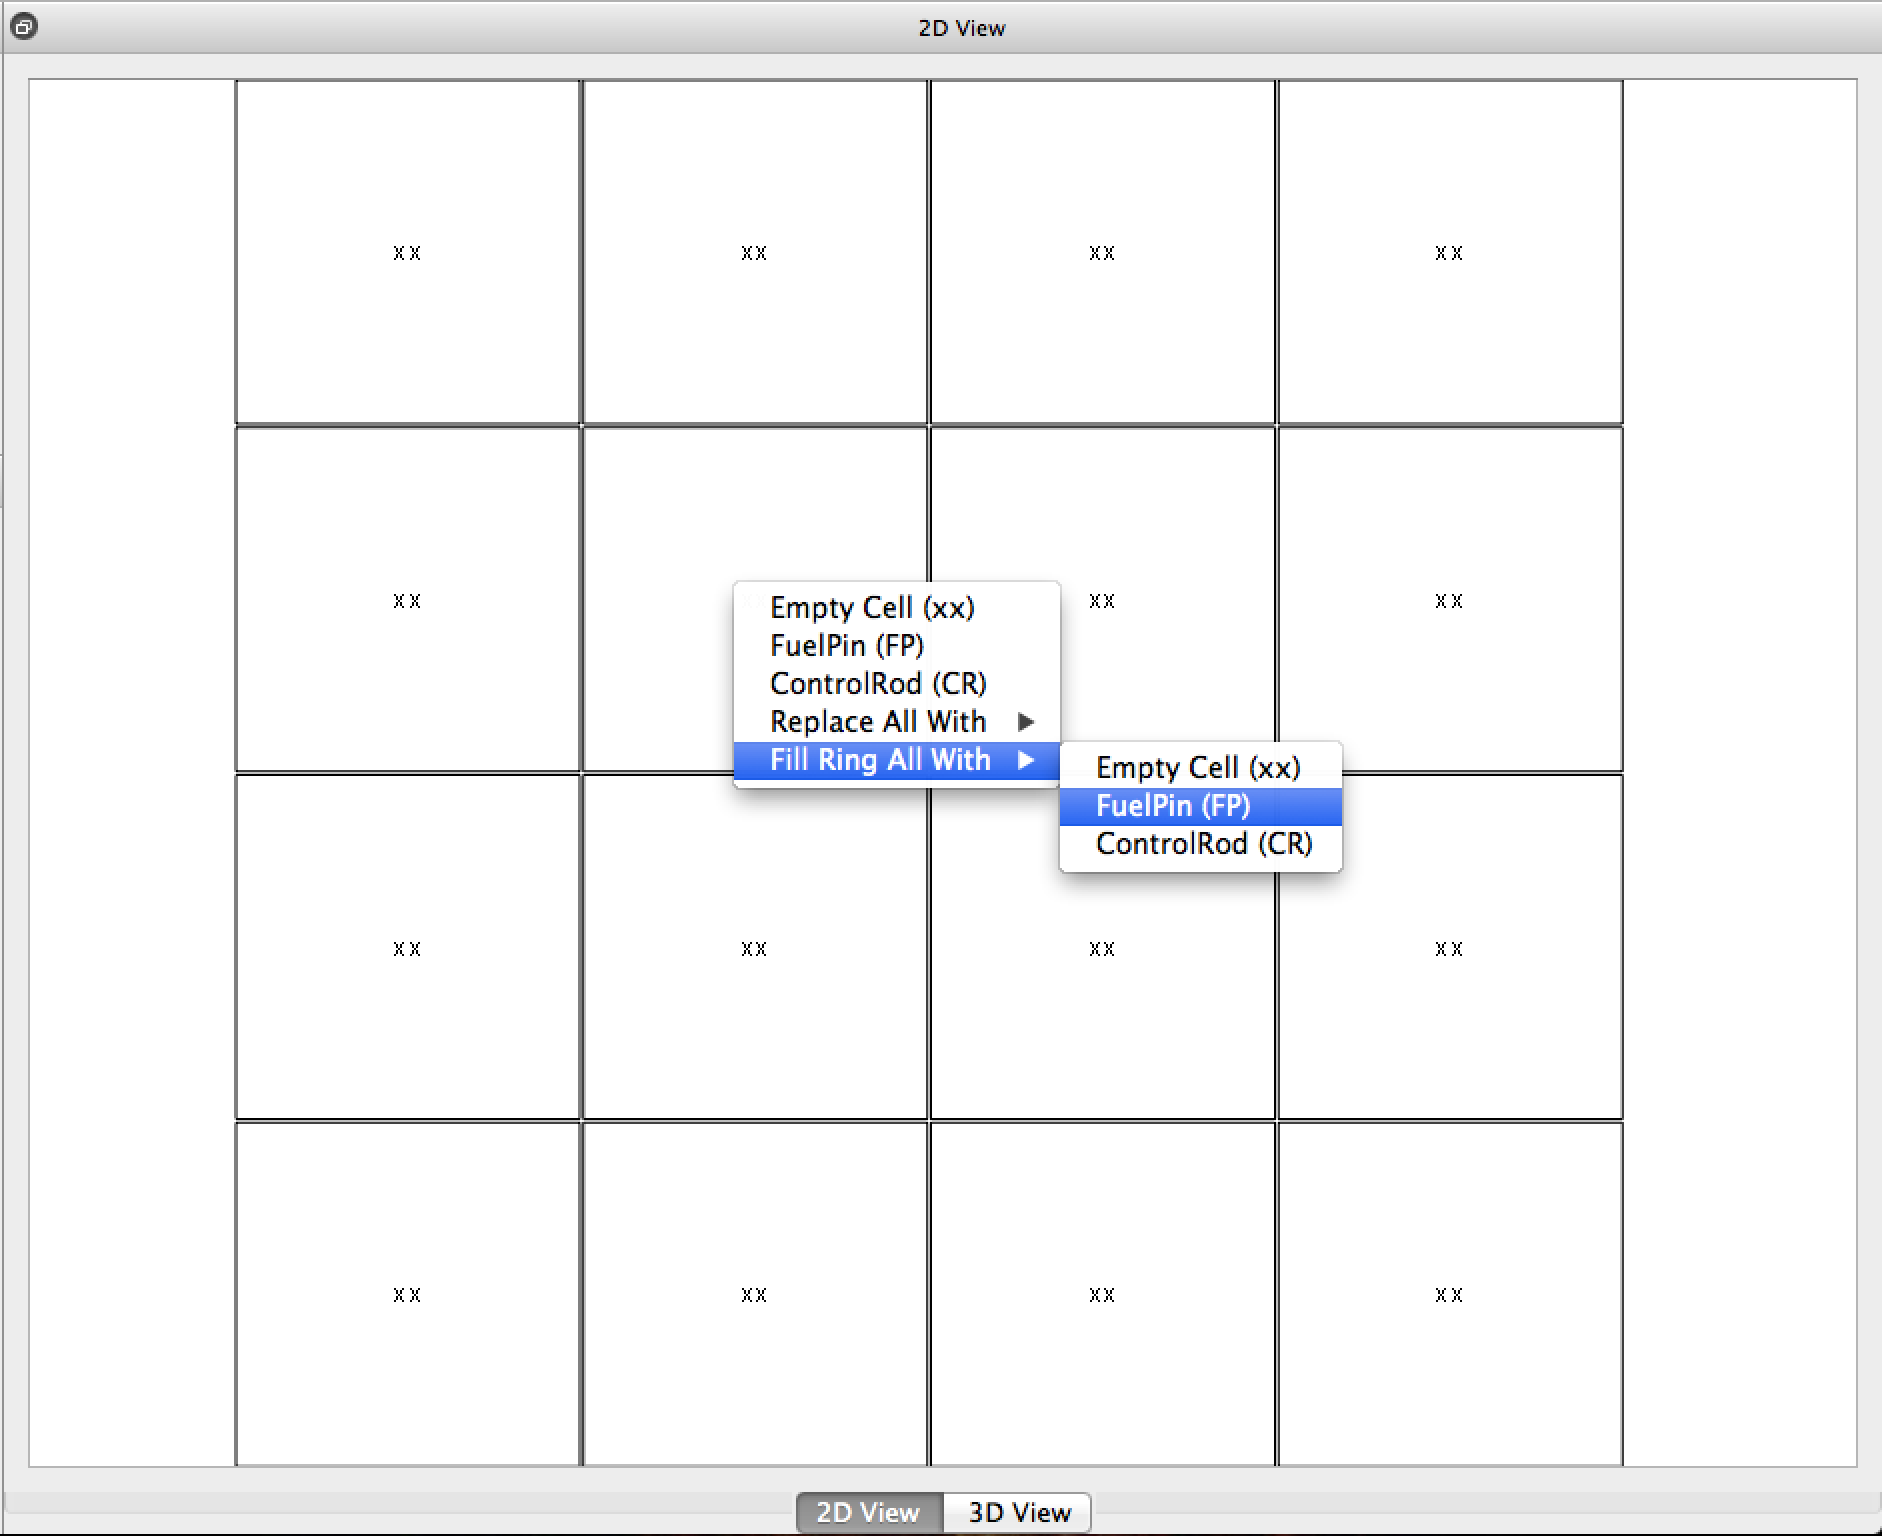 2D View
xx xx xx xx
xx xx xx
Empty Cell (xx)
FuelPin (FP)
ControlRod (CR)
Replace All With
Fill Ring All With
Empty Cell (xx)
FuelPin (FP)
ControlRod (CR)
xx xx xx xx
xx xx xx xx
2D View 3D View